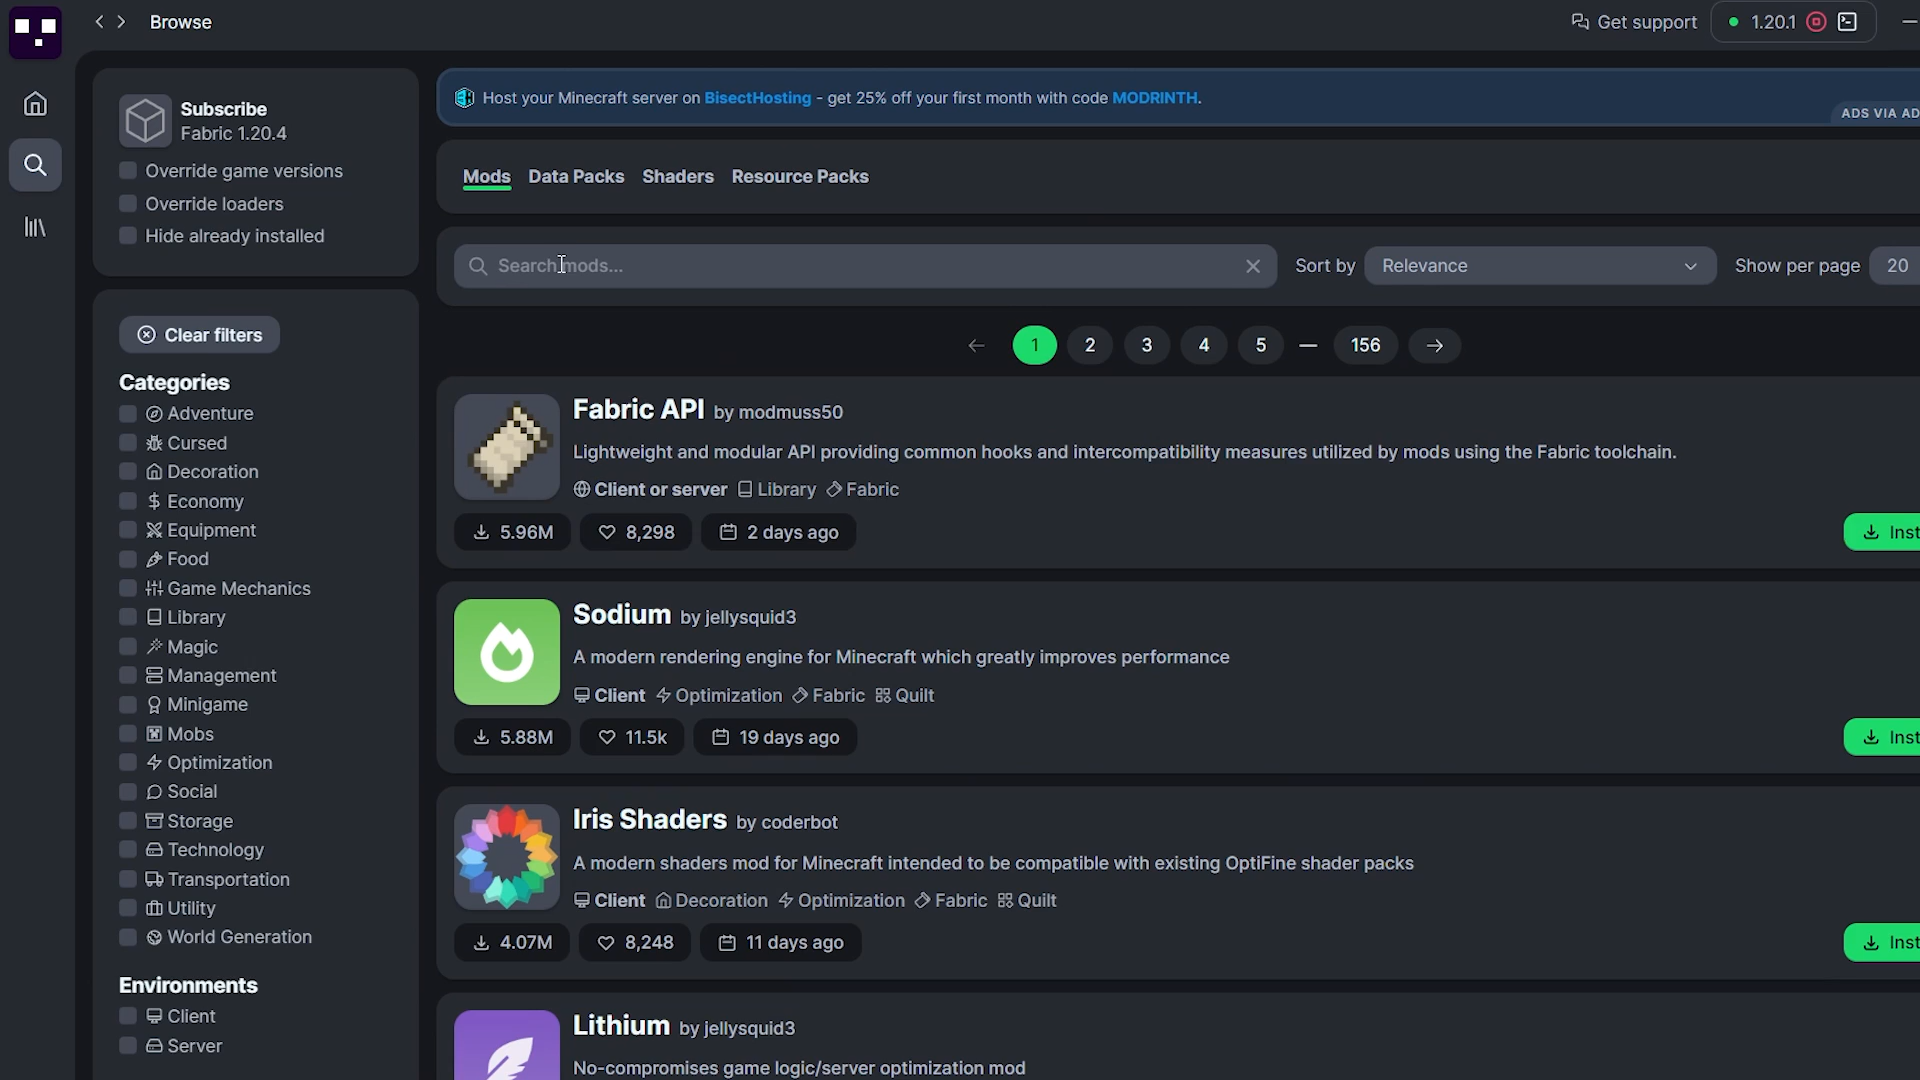 Browse
Get support
1.20.1
Subscribe
Fabric 1.20.4
Override game versions
Override loaders
Hide already installed
Clear filters
Categories
Adventure
Cursed
Decoration
Economy
Equipment
Food
Game Mechanics
Library
Magic
Management
Minigame
Mobs
Optimization
Social
Storage
Technology
Transportation
Utility
World Generation
Environments
Client
Server
Host your Minecraft server on BisectHosting - get 25% off your first month with code MODRINTH.
ADS VIA AD
Mods Data Packs Shaders Resource Packs
Search mods...
Sort by Relevance Show per page 20
1 2 3 4 5 — 156
Fabric API by modmuss50
Lightweight and modular API providing common hooks and intercompatibility measures utilized by mods using the Fabric toolchain.
Client or server Library Fabric
5.96M 8,298 2 days ago
Inst
Sodium by jellysquid3
A modern rendering engine for Minecraft which greatly improves performance
Client Optimization Fabric Quilt
5.88M 11.5k 19 days ago
Inst
Iris Shaders by coderbot
A modern shaders mod for Minecraft intended to be compatible with existing OptiFine shader packs
Client Decoration Optimization Fabric Quilt
4.07M 8,248 11 days ago
Inst
Lithium by jellysquid3
No-compromises game logic/server optimization mod